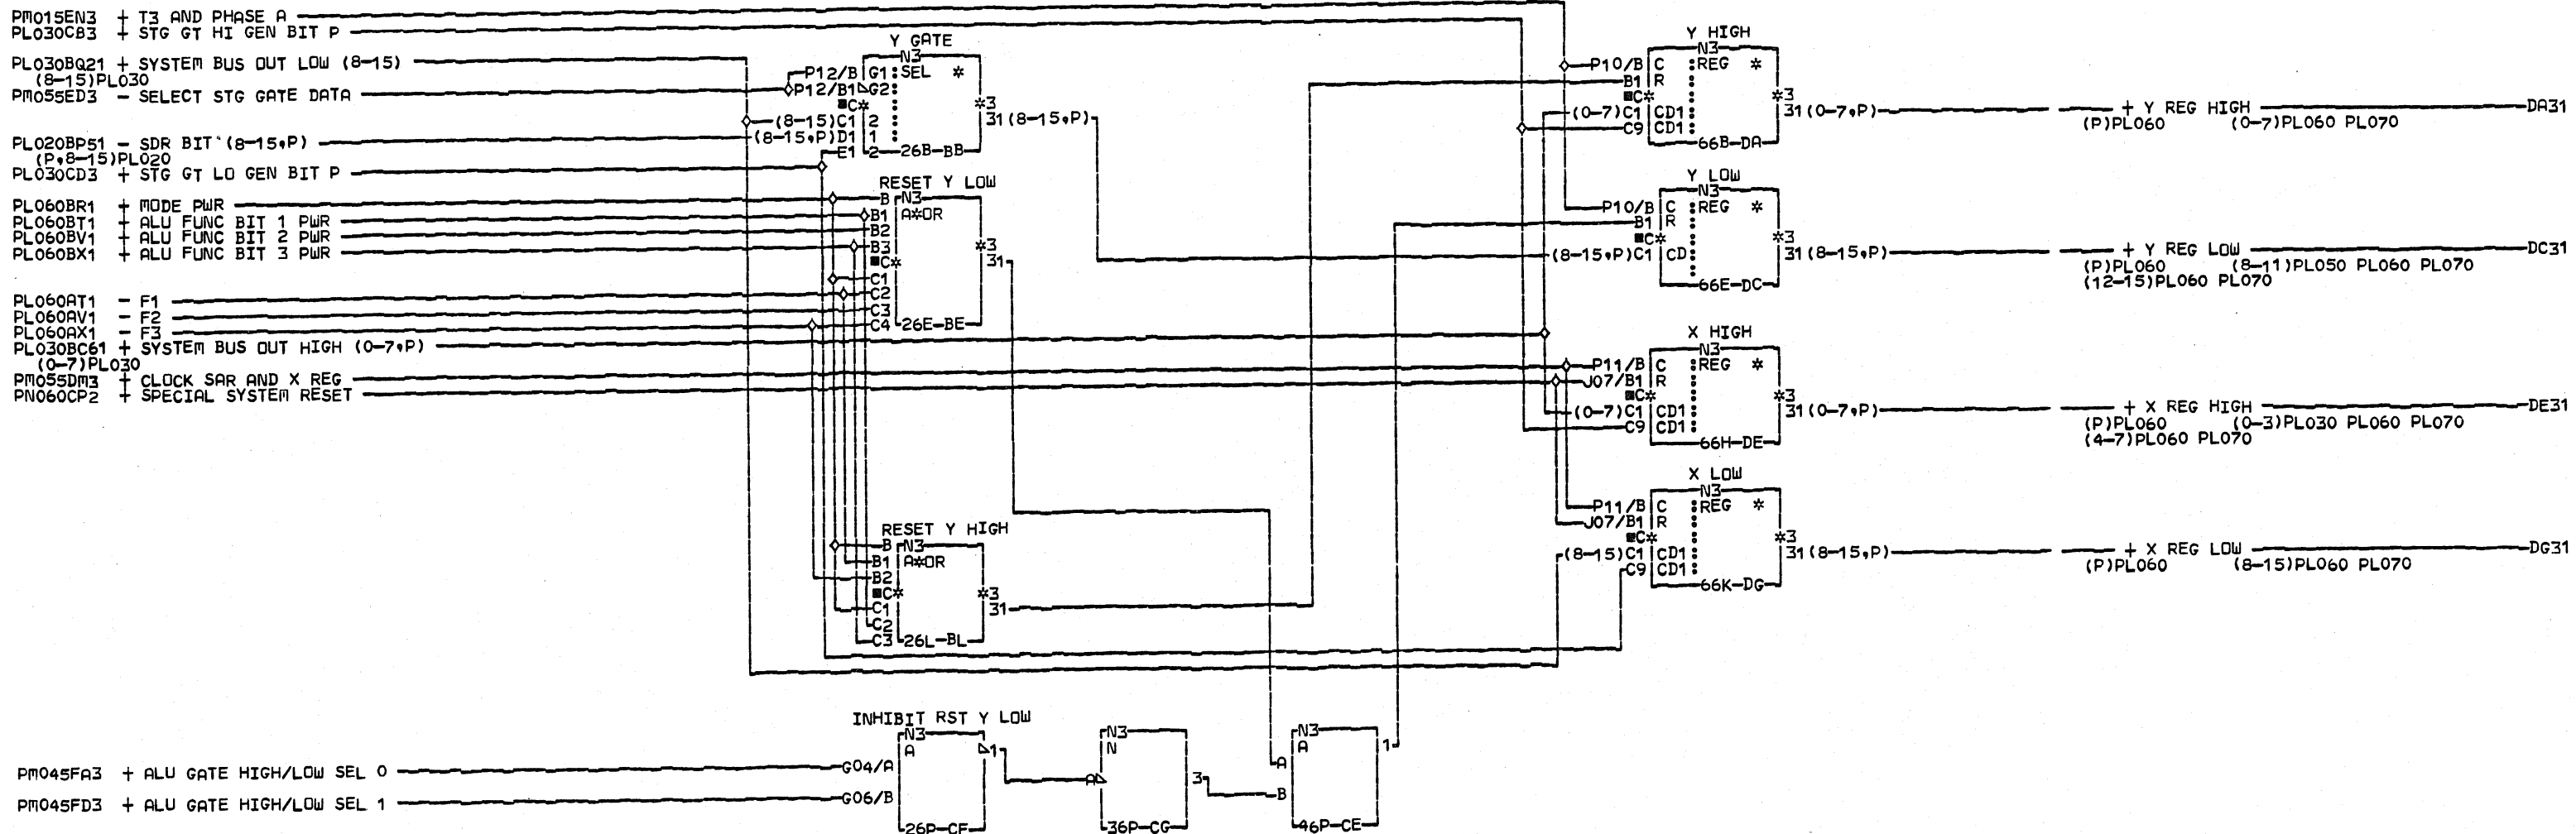 PM015EN3 + T3 AND PHASE A
PL030CB3 + STG GT HI GEN BIT P
PL030BQ21 + SYSTEM BUS OUT LOW (8-15)
(8-15)PL030
PM055ED3 - SELECT STG GATE DATA
PL020BP51 - SDR BIT (8-15,P)
(P,8-15)PL020
PL030CD3 + STG GT LO GEN BIT P
PL060BR1 + MODE PWR
PL060BT1 + ALU FUNC BIT 1 PWR
PL060BV1 + ALU FUNC BIT 2 PWR
PL060BX1 + ALU FUNC BIT 3 PWR
PL060AT1 - F1
PL060AV1 - F2
PL060AX1 - F3
PL030BC61 + SYSTEM BUS OUT HIGH (0-7,P)
(0-7)PL030
PM055DM3 + CLOCK SAR AND X REG
PN060CP2 + SPECIAL SYSTEM RESET
PM045FA3 + ALU GATE HIGH/LOW SEL 0
PM045FD3 + ALU GATE HIGH/LOW SEL 1
Y GATE
N3
P12/B G1 SEL *
P12/B1 G2
C*
*3
(8-15)C1 2
31(8-15,P)
(8-15,P)D1 1
E1 2 26B-BB
RESET Y LOW
B N3
B1 A*OR
B2
B3 *3
C* 31
C1
C2
C3
C4 26E-BE
RESET Y HIGH
B N3
B1 A*OR
B2
C* *3
C1 31
C2
C3 26L-BL
INHIBIT RST Y LOW
N3
A 1
G04/A
G06/B
26P-CF
N3
N
A 3
36P-CG
N3
A 1
A
B
46P-CE
Y HIGH
N3
P10/B C REG *
B1 R
C* *3
(0-7)C1 CD1 31(0-7,P)
C9 CD1
66B-DA
+ Y REG HIGH DA31
(P)PL060 (0-7)PL060 PL070
Y LOW
N3
P10/B C REG *
B1 R
C* *3
(8-15,P)C1 CD 31(8-15,P)
66E-DC
+ Y REG LOW DC31
(P)PL060 (8-11)PL050 PL060 PL070
(12-15)PL060 PL070
X HIGH
N3
P11/B C REG *
J07/B1 R
C* *3
(0-7)C1 CD1 31(0-7,P)
C9 CD1
66H-DE
+ X REG HIGH DE31
(P)PL060 (0-3)PL030 PL060 PL070
(4-7)PL060 PL070
X LOW
N3
P11/B C REG *
J07/B1 R
C* *3
(8-15)C1 CD1 31(8-15,P)
C9 CD1
66K-DG
+ X REG LOW DG31
(P)PL060 (8-15)PL060 PL070